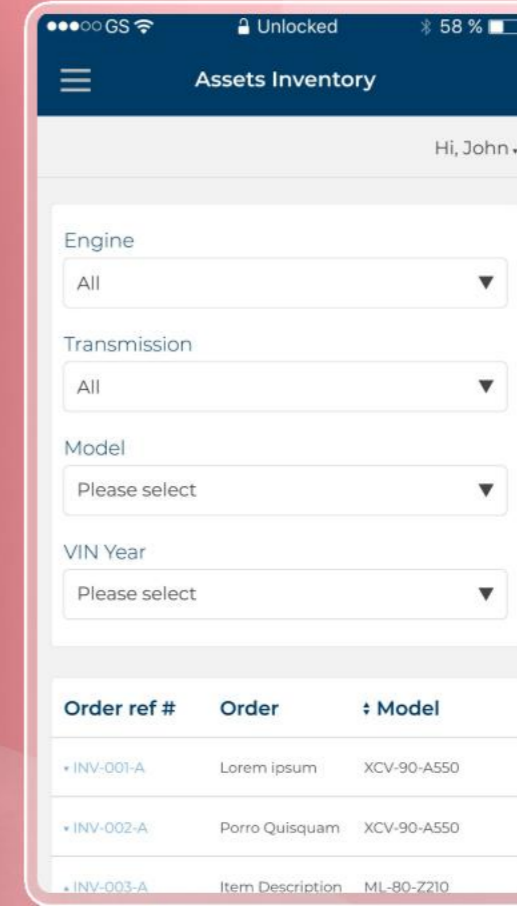 GS Unlocked 58 %
Assets Inventory
Hi, John
Engine
All
Transmission
All
Model
Please select
VIN Year
Please select
Order ref # Order Model
INV-001-A Lorem ipsum XCV-90-A550
INV-002-A Porro Quisquam XCV-90-A550
INV-003-A Item Description ML-80-Z210